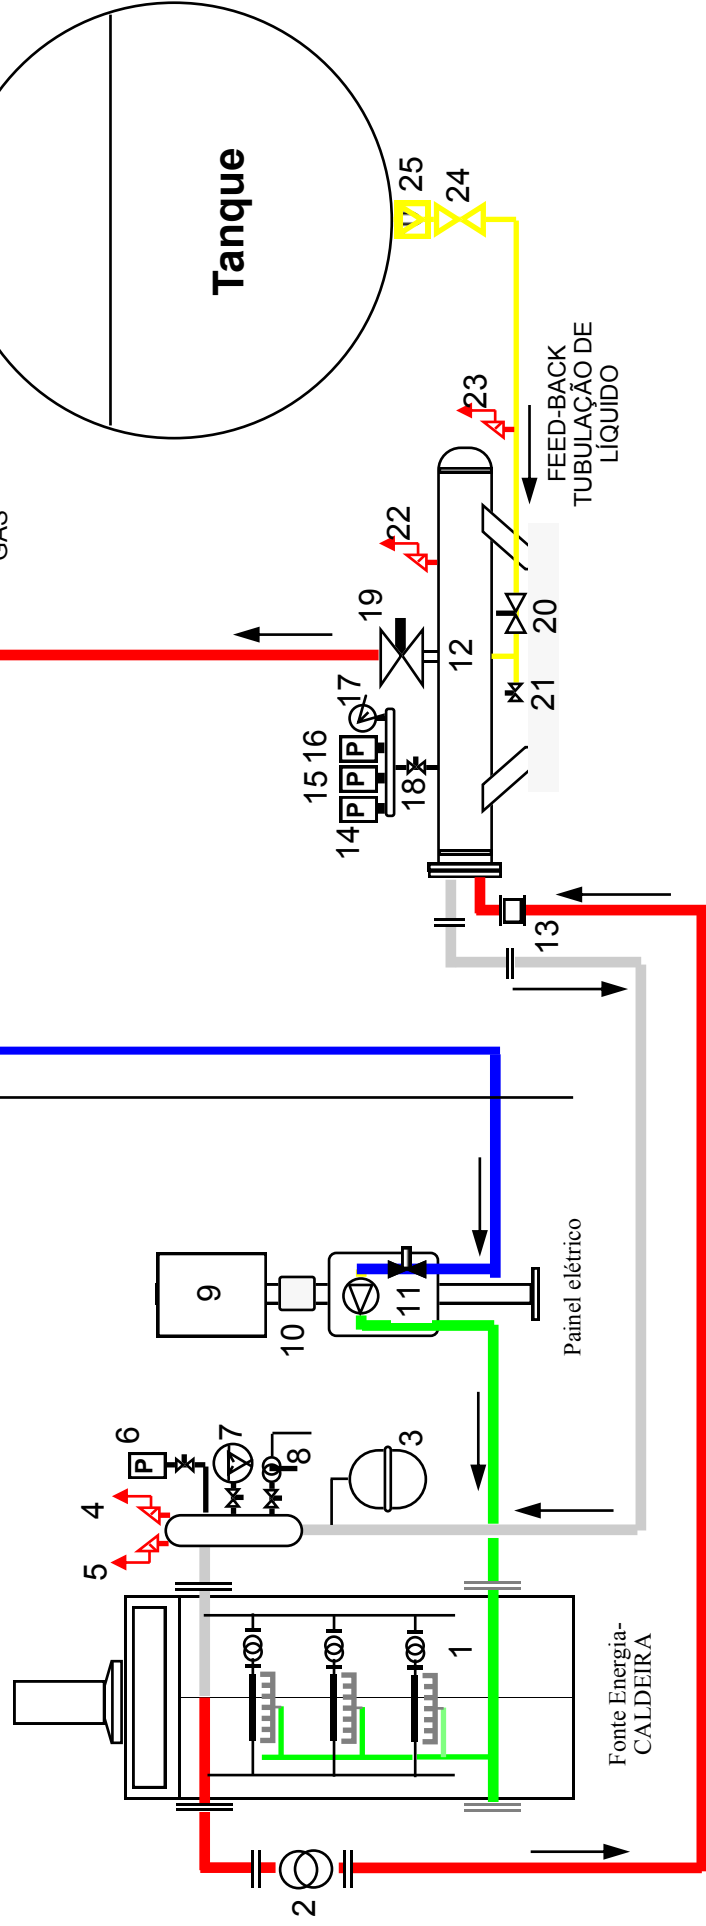 GÁS
Tanque
25
24
23
FEED-BACK
TUBULAÇÃO DE
LÍQUIDO
22
19
12
20
21
17
16
15
14
P
P
P
18
13
9
10
11
Painel elétrico
6
P
7
8
3
4
5
1
Fonte Energia-
CALDEIRA
2